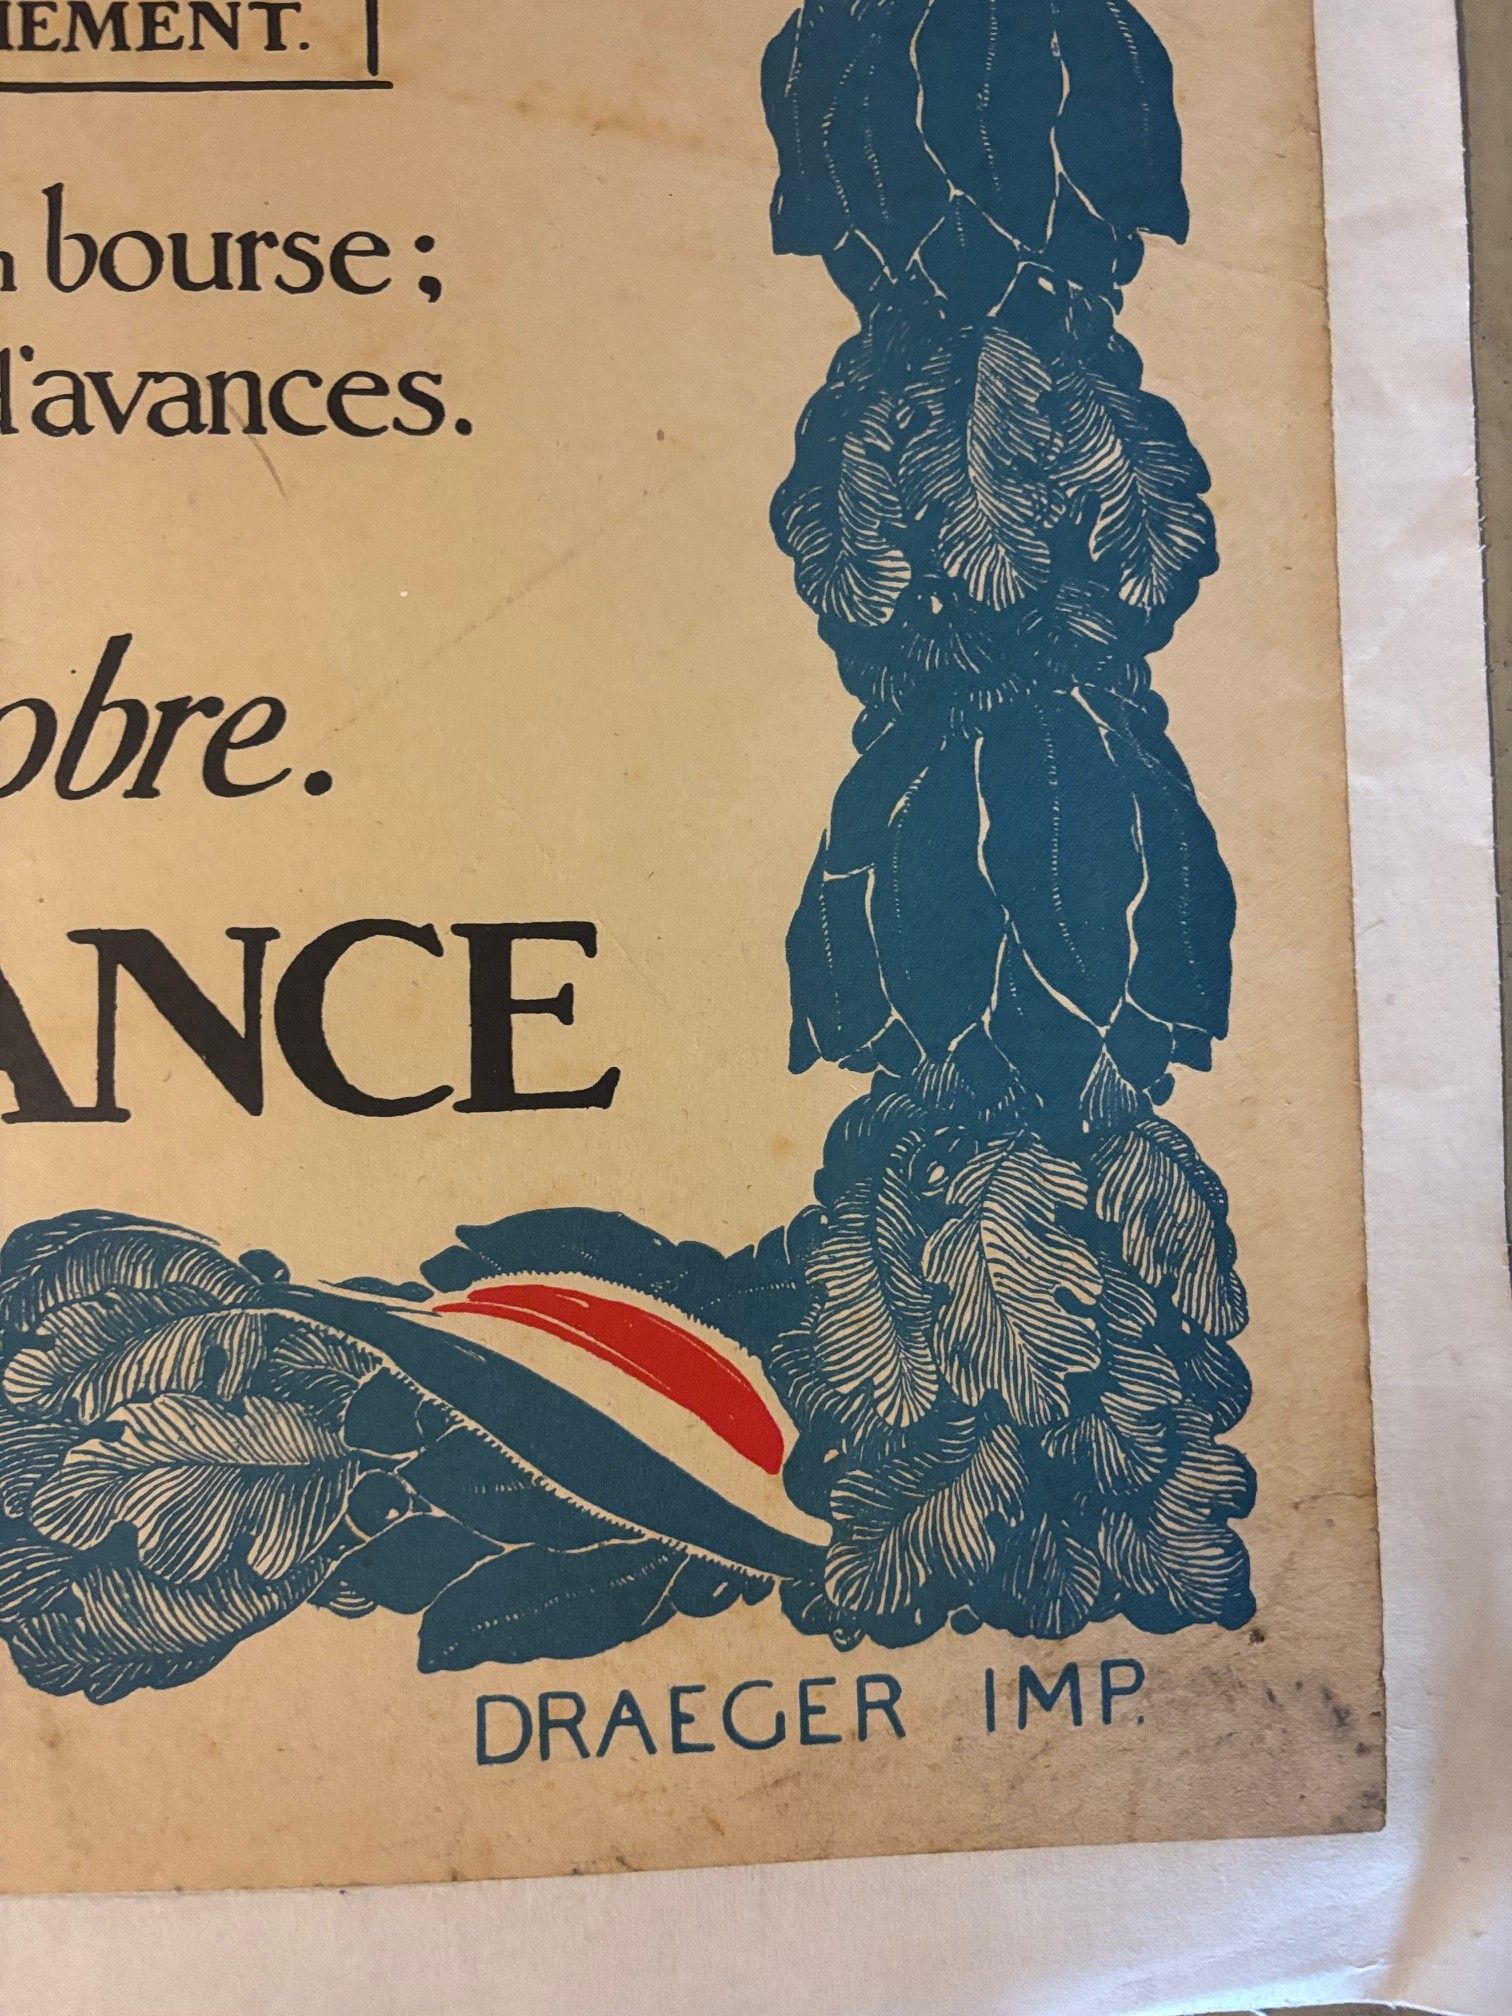 IEMENT.
n bourse ;
d'avances.
obre.
ANCE
DRAEGER IMP.